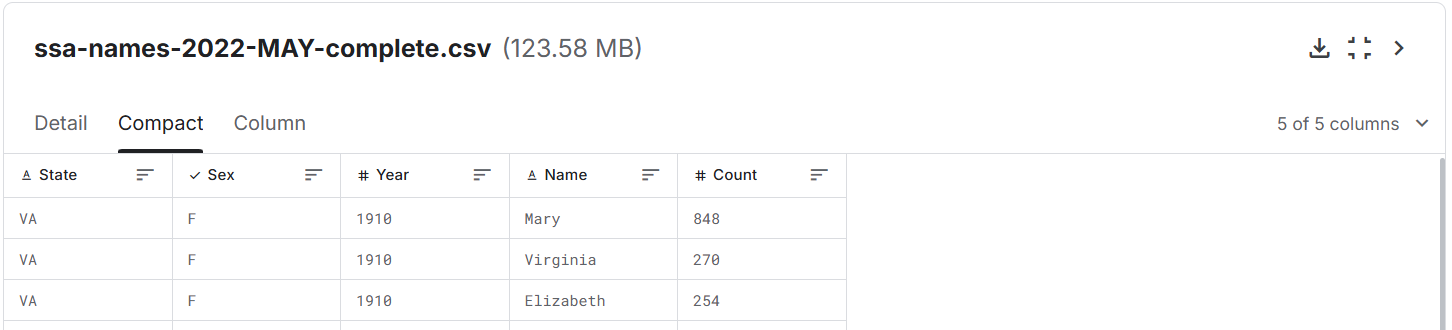 ssa-names-2022-MAY-complete.csv (123.58 MB)
Detail Compact Column 5 of 5 columns
A State Sex # Year A Name # Count
VA F 1910 Mary 848
VA F 1910 Virginia 270
VA F 1910 Elizabeth 254